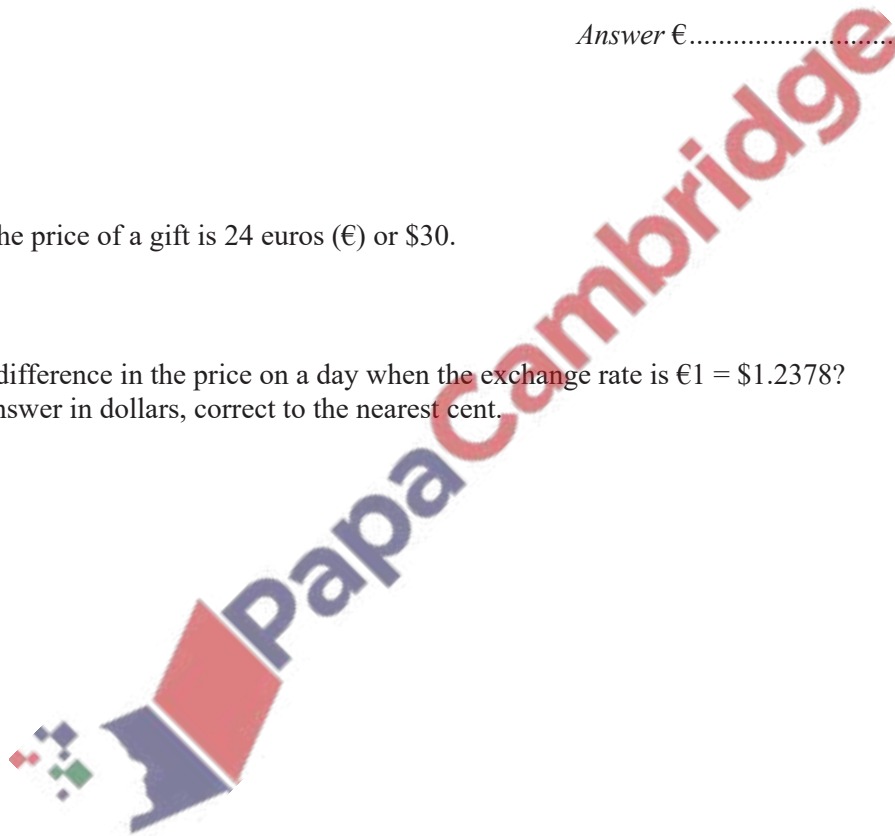 Answer €..............................
he price of a gift is 24 euros (€) or $30.
difference in the price on a day when the exchange rate is €1 = $1.2378?
nswer in dollars, correct to the nearest cent.
PapaCambridge